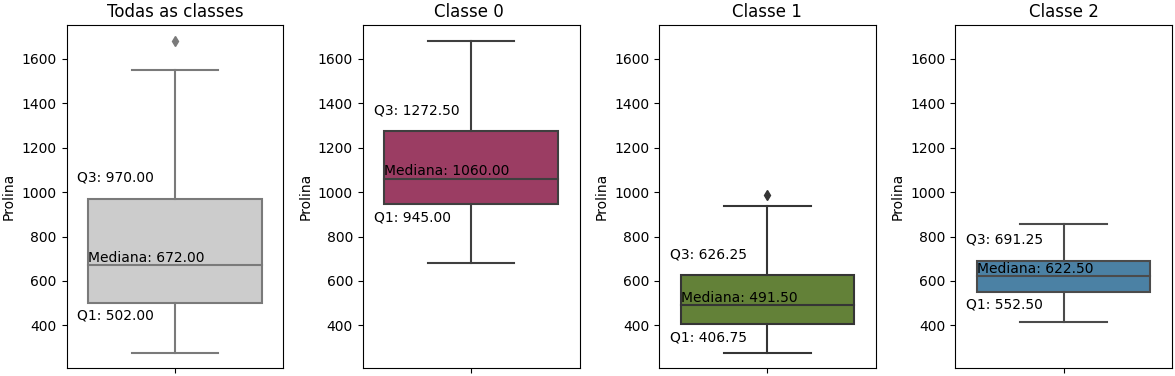 Todas as classes
Prolina
1600
1400
1200
1000
800
600
400
Q3: 970.00
Mediana: 672.00
Q1: 502.00
Classe 0
Prolina
1600
1400
1200
1000
800
600
400
Q3: 1272.50
Mediana: 1060.00
Q1: 945.00
Classe 1
Prolina
1600
1400
1200
1000
800
600
400
Q3: 626.25
Mediana: 491.50
Q1: 406.75
Classe 2
Prolina
1600
1400
1200
1000
800
600
400
Q3: 691.25
Mediana: 622.50
Q1: 552.50